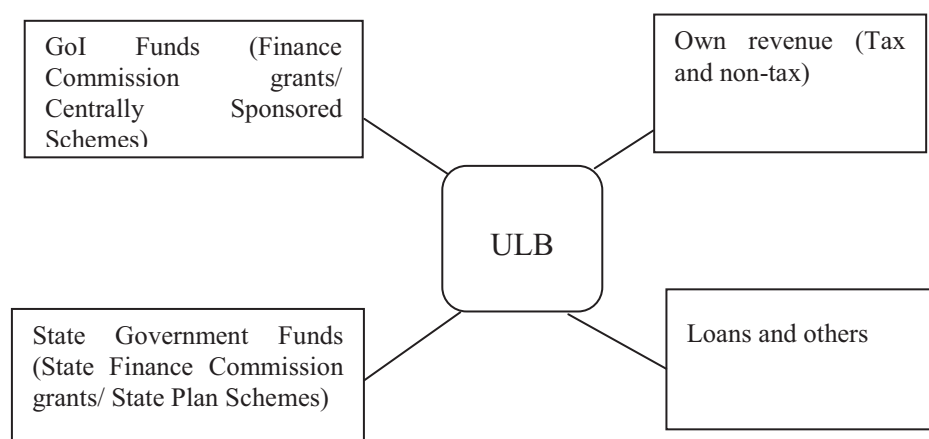 GoI Funds (Finance
Commission grants/
Centrally Sponsored
Schemes)
Own revenue (Tax
and non-tax)
ULB
State Government Funds
(State Finance Commission
grants/ State Plan Schemes)
Loans and others